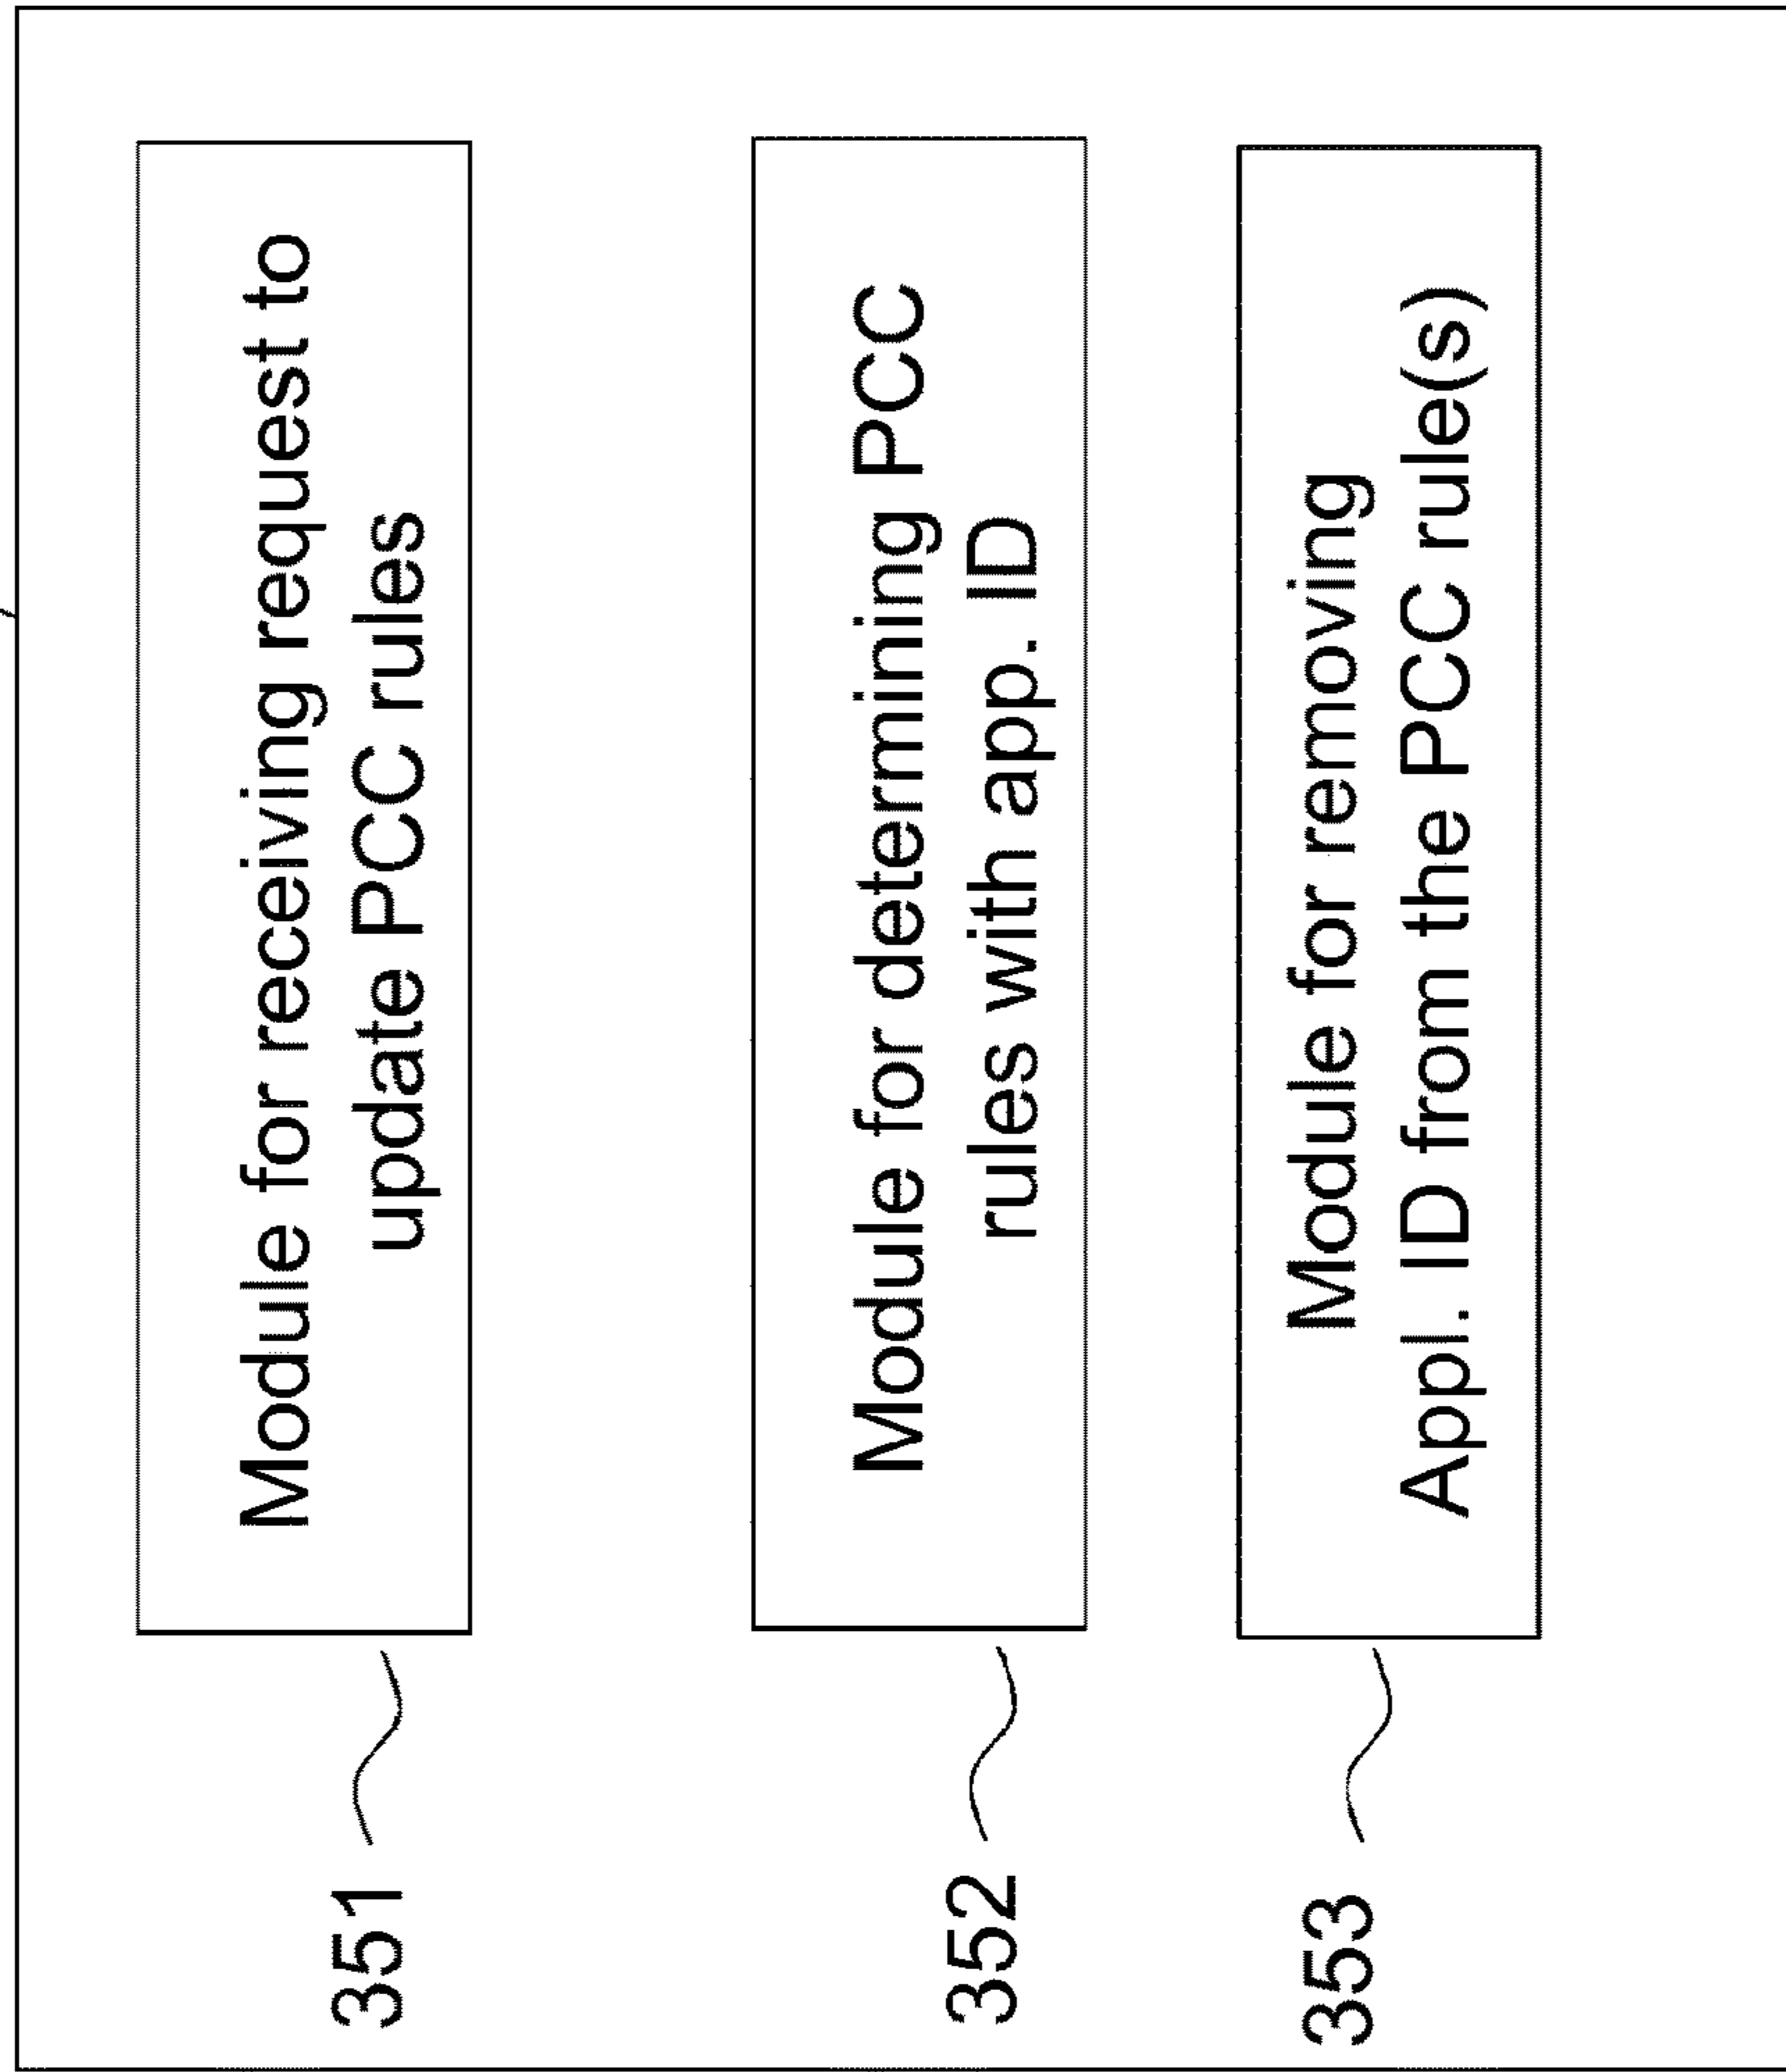 351
Module for receiving request to
update PCC rules
352
Module for determining PCC
rules with app. ID
353
Module for removing
Appl. ID from the PCC rule(s)